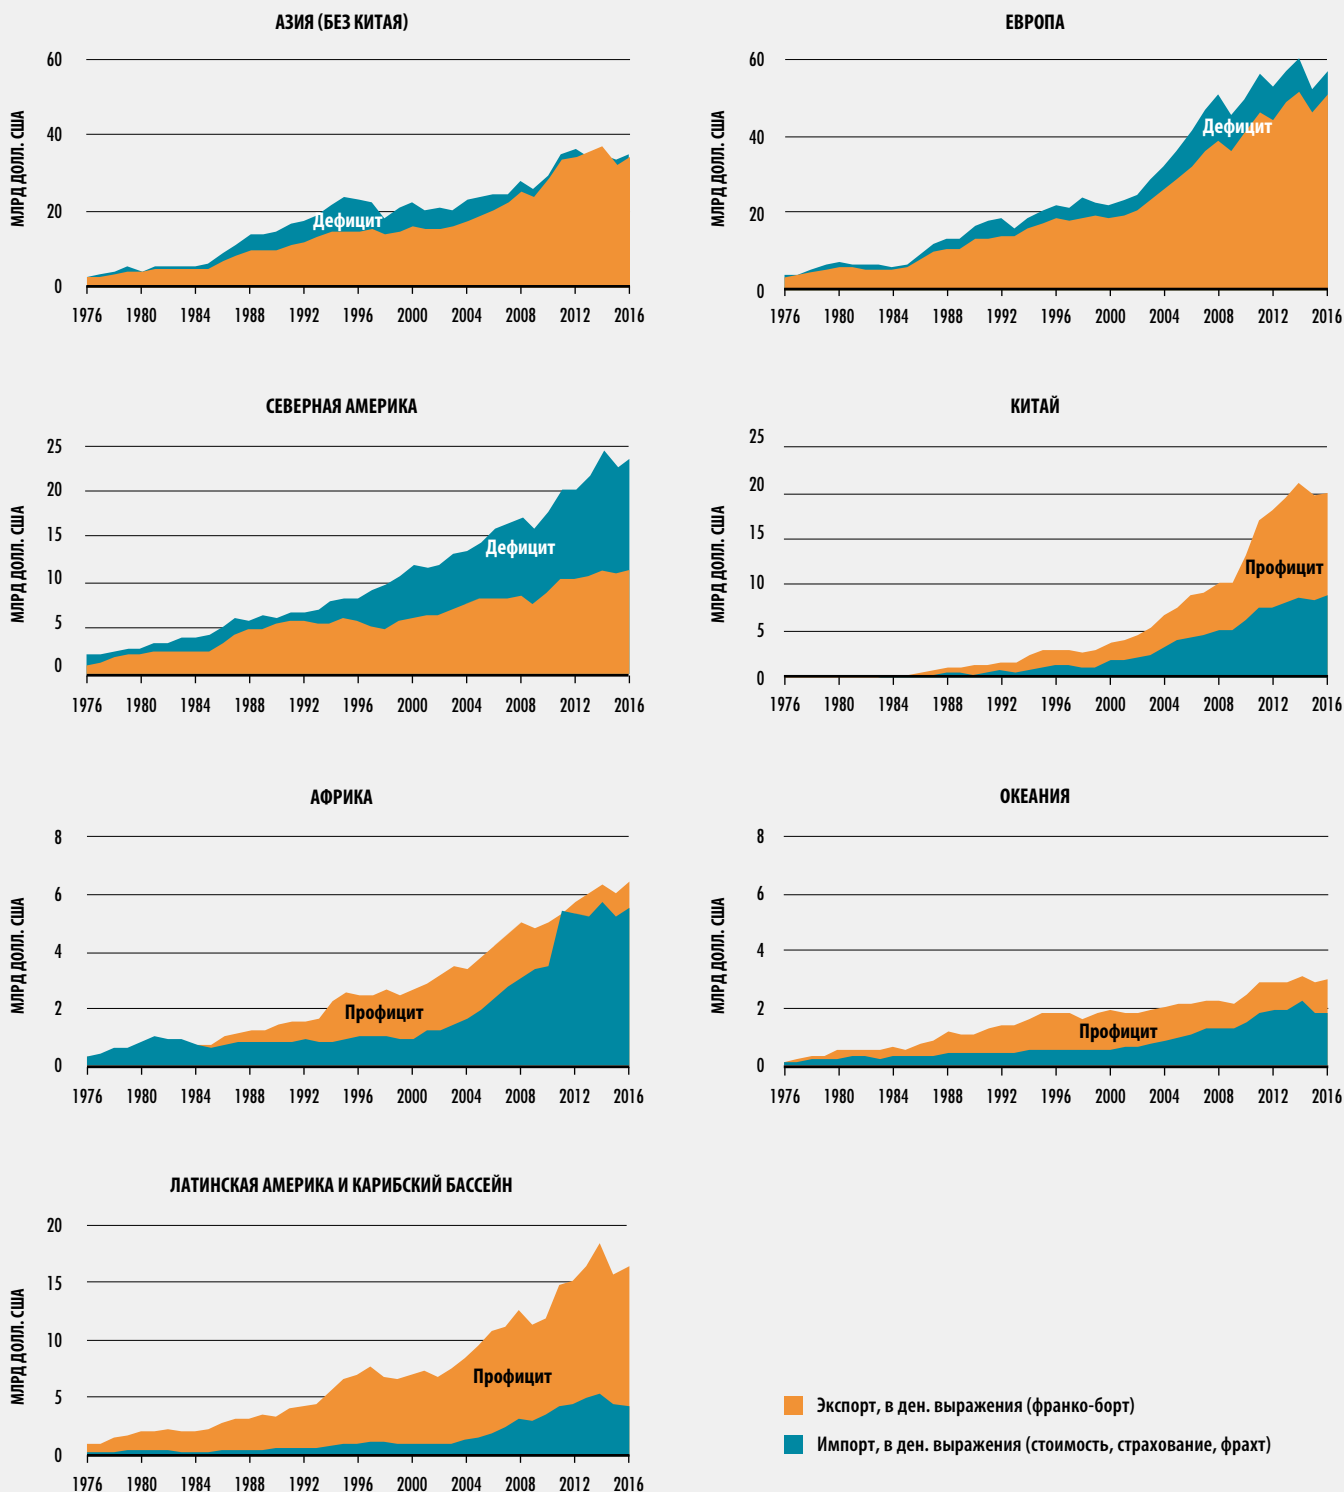 АЗИЯ (БЕЗ КИТАЯ)
МЛРД ДОЛЛ. США
60
40
20
0
Дефицит
1976 1980 1984 1988 1992 1996 2000 2004 2008 2012 2016
ЕВРОПА
МЛРД ДОЛЛ. США
60
40
20
0
Дефицит
1976 1980 1984 1988 1992 1996 2000 2004 2008 2012 2016
СЕВЕРНАЯ АМЕРИКА
МЛРД ДОЛЛ. США
25
20
15
10
5
0
Дефицит
1976 1980 1984 1988 1992 1996 2000 2004 2008 2012 2016
КИТАЙ
МЛРД ДОЛЛ. США
25
20
15
10
5
0
Профицит
1976 1980 1984 1988 1992 1996 2000 2004 2008 2012 2016
АФРИКА
МЛРД ДОЛЛ. США
8
6
4
2
0
Профицит
1976 1980 1984 1988 1992 1996 2000 2004 2008 2012 2016
ОКЕАНИЯ
МЛРД ДОЛЛ. США
8
6
4
2
0
Профицит
1976 1980 1984 1988 1992 1996 2000 2004 2008 2012 2016
ЛАТИНСКАЯ АМЕРИКА И КАРИБСКИЙ БАССЕЙН
МЛРД ДОЛЛ. США
20
15
10
5
0
Профицит
1976 1980 1984 1988 1992 1996 2000 2004 2008 2012 2016
Экспорт, в ден. выражения (франко-борт)
Импорт, в ден. выражения (стоимость, страхование, фрахт)